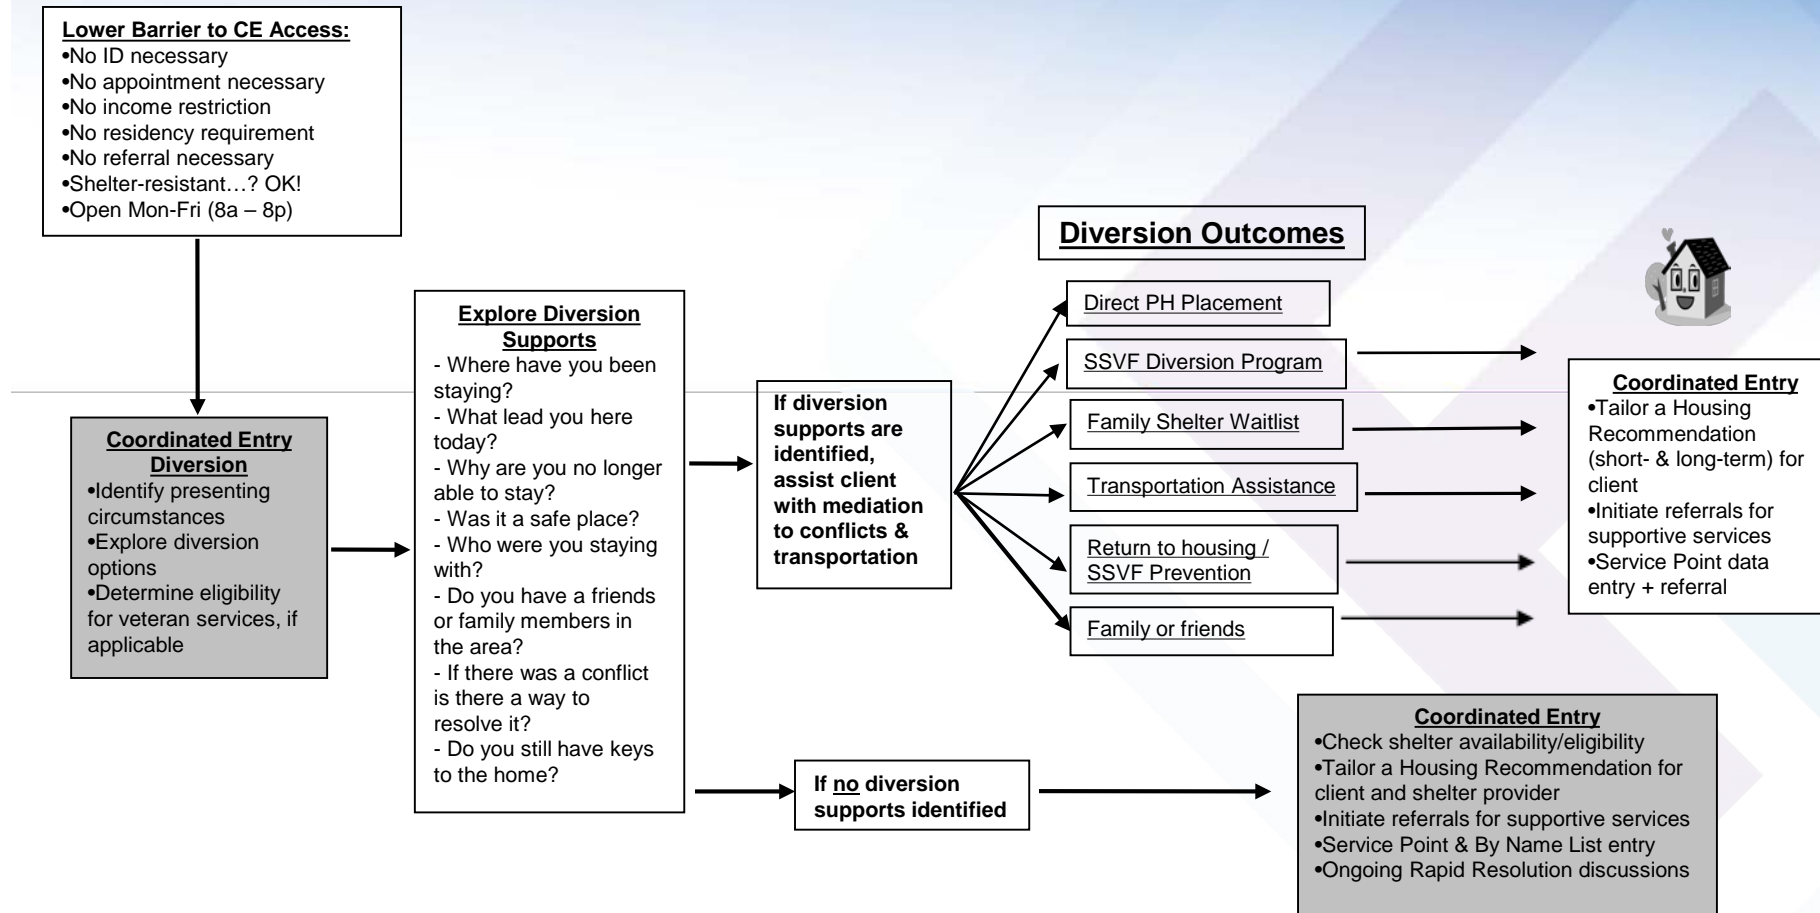 Lower Barrier to CE Access:
•No ID necessary
•No appointment necessary
•No income restriction
•No residency requirement
•No referral necessary
•Shelter-resistant…? OK!
•Open Mon-Fri (8a – 8p)
Coordinated Entry
Diversion
•Identify presenting
circumstances
•Explore diversion
options
•Determine eligibility
for veteran services, if
applicable
Explore Diversion
Supports
- Where have you been
staying?
- What lead you here
today?
- Why are you no longer
able to stay?
- Was it a safe place?
- Who were you staying
with?
- Do you have a friends
or family members in
the area?
- If there was a conflict
is there a way to
resolve it?
- Do you still have keys
to the home?
If diversion
supports are
identified,
assist client
with mediation
to conflicts &
transportation
Diversion Outcomes
Direct PH Placement
SSVF Diversion Program
Family Shelter Waitlist
Transportation Assistance
Return to housing /
SSVF Prevention
Family or friends
Coordinated Entry
•Tailor a Housing
Recommendation
(short- & long-term) for
client
•Initiate referrals for
supportive services
•Service Point data
entry + referral
If no diversion
supports identified
Coordinated Entry
•Check shelter availability/eligibility
•Tailor a Housing Recommendation for
client and shelter provider
•Initiate referrals for supportive services
•Service Point & By Name List entry
•Ongoing Rapid Resolution discussions